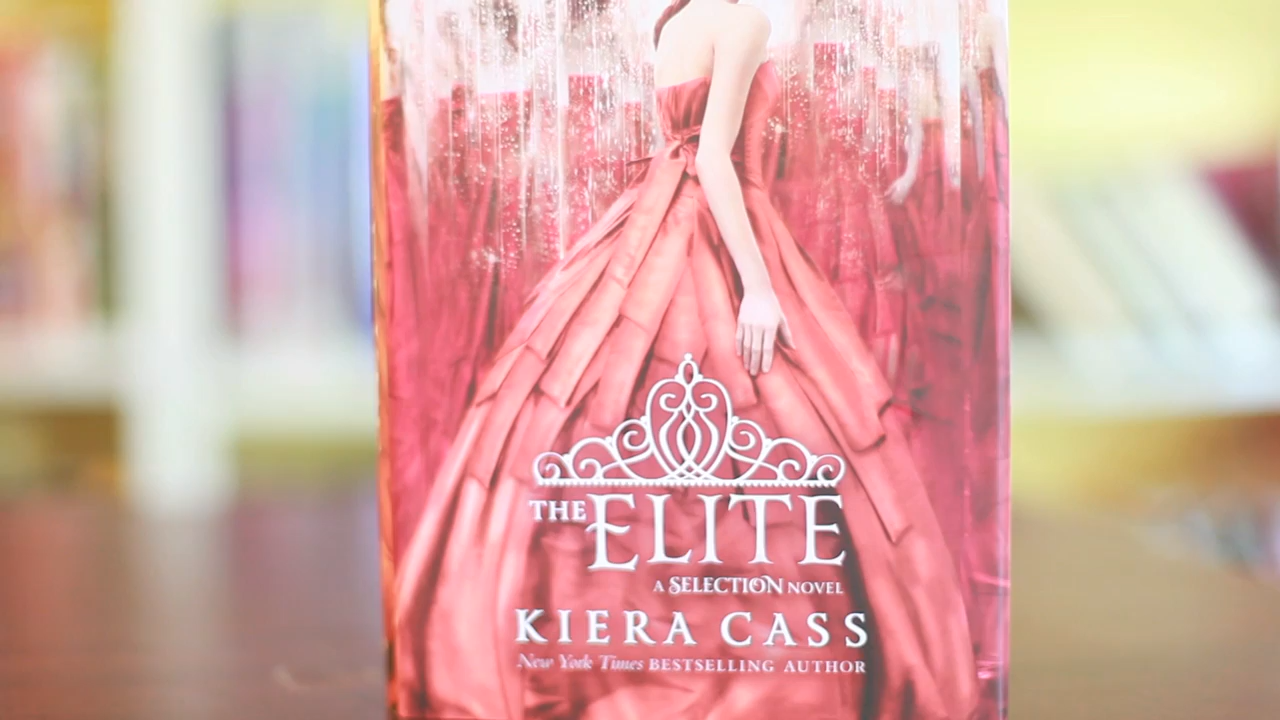 THE ELITE
A SELECTION NOVEL
KIERA CASS
New York Times BESTSELLING AUTHOR